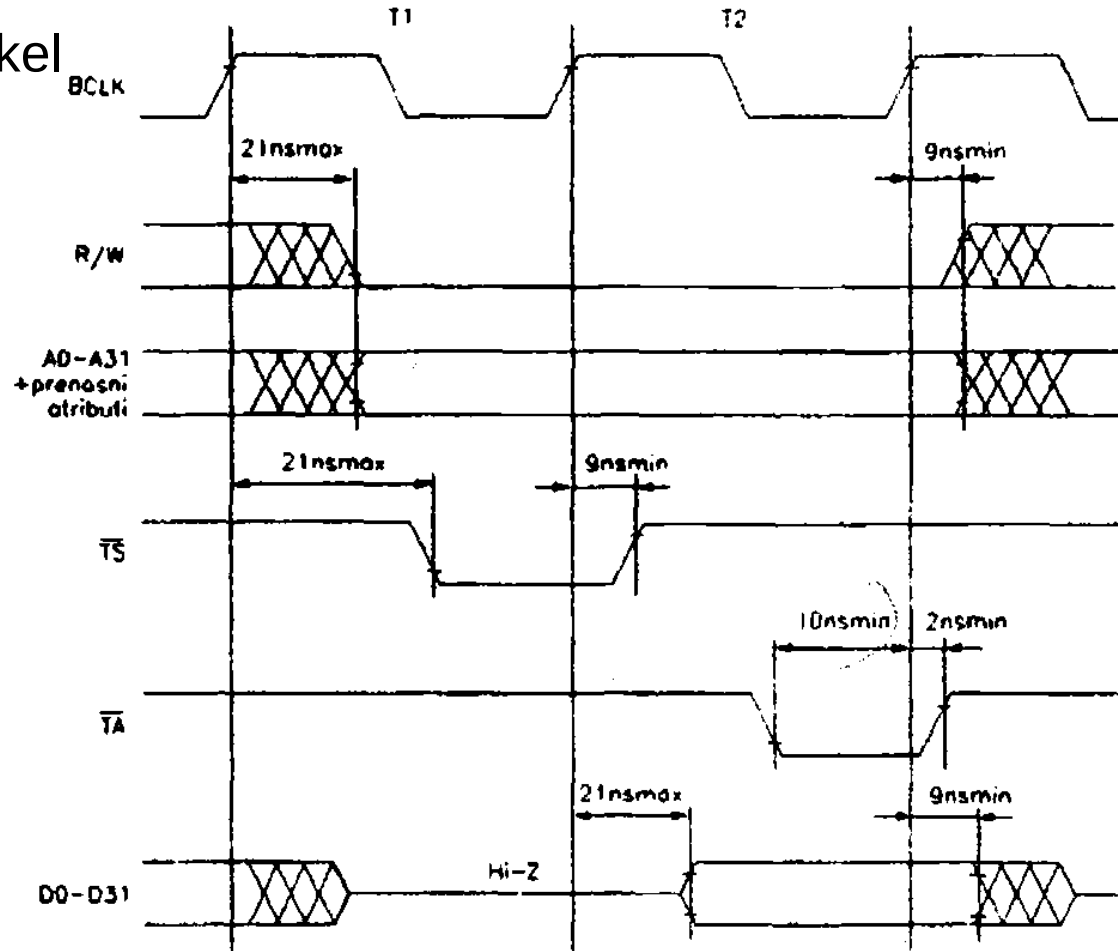 T1 T2
kel
BCLK
21nsmax 9nsmin
R/W
A0-A31
+prenosni
atributi
21nsmax 9nsmin
TS
10nsmin 2nsmin
TA
21nsmax 9nsmin
Hi-Z
D0-D31